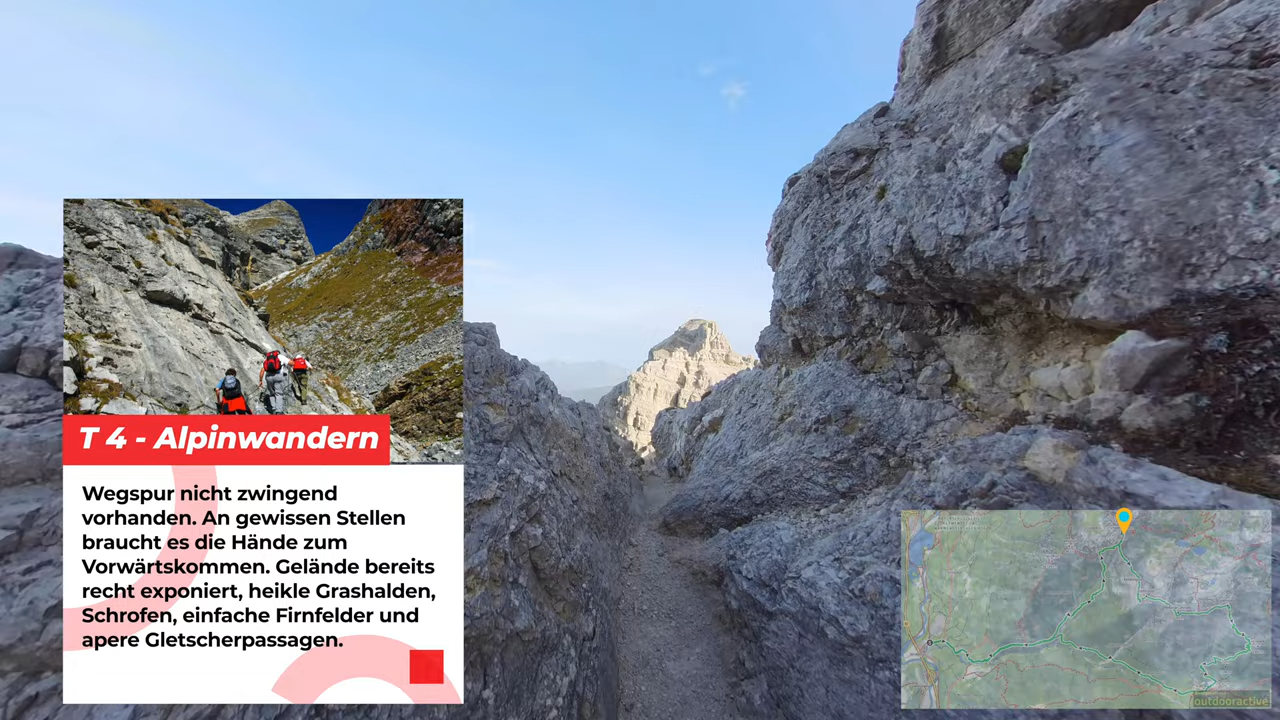 T 4 - Alpinwandern
Wegspur nicht zwingend
vorhanden. An gewissen Stellen
braucht es die Hände zum
Vorwärtskommen. Gelände bereits
recht exponiert, heikle Grashalden,
Schrofen, einfache Firnfelder und
apere Gletscherpassagen.
outdooractive